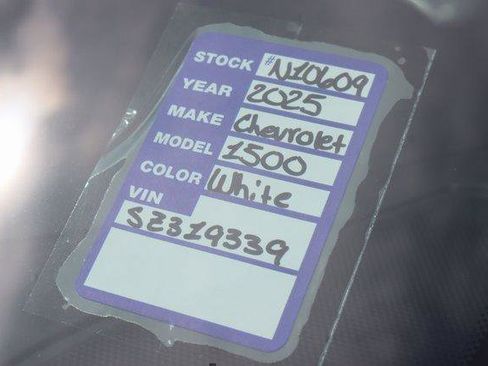 STOCK #N10609
YEAR 2025
MAKE Chevrolet
MODEL 1500
COLOR White
VIN
SZ319339